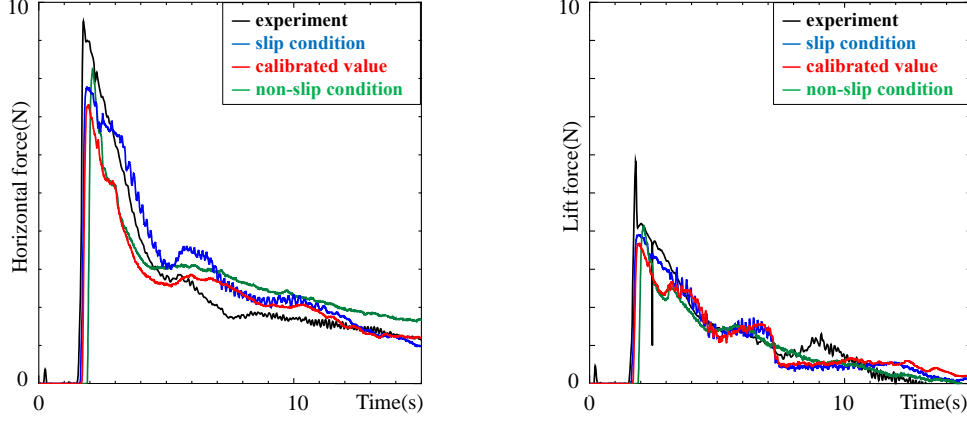 10
experiment
slip condition
calibrated value
non-slip condition
Horizontal force(N)
0
0
10
Time(s)
10
experiment
slip condition
calibrated value
non-slip condition
Lift force(N)
0
0
10
Time(s)